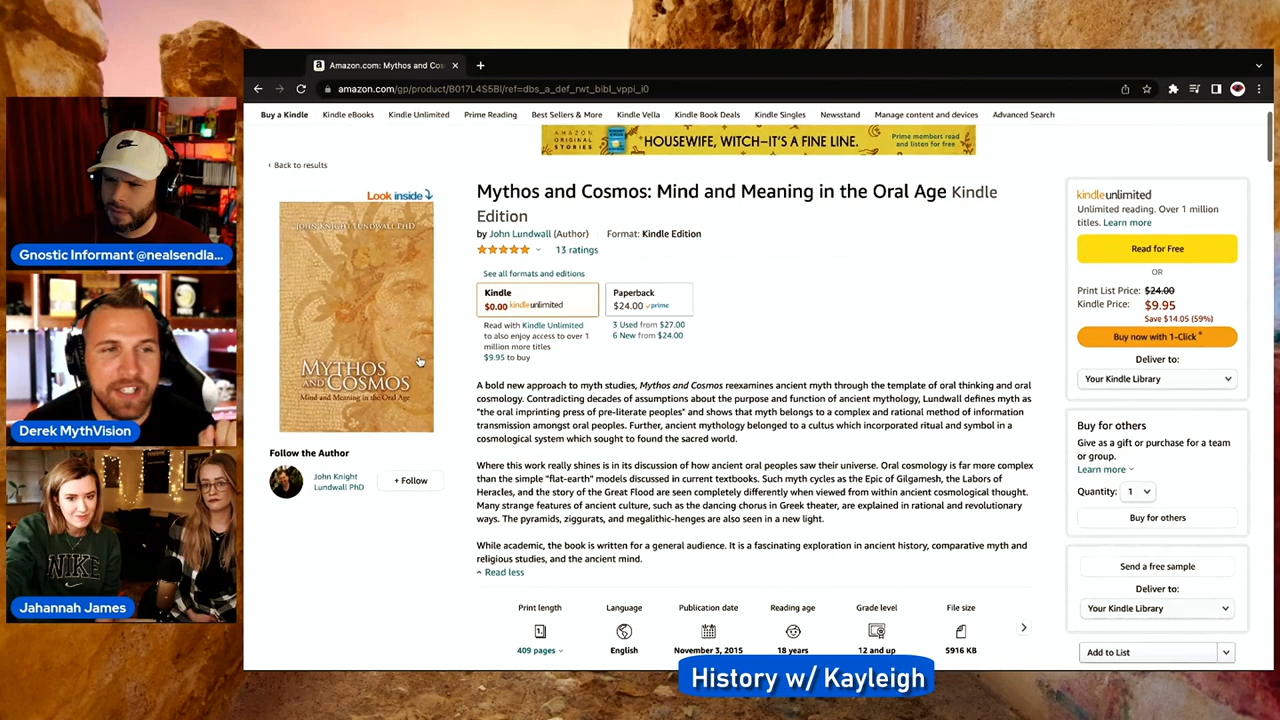 Amazon.com: Mythos and Cos
amazon.com/gp/product/B017L4S5BI/ref=dbs_a_def_rwt_bibl_vppi_i0
Buy a Kindle Kindle eBooks Kindle Unlimited Prime Reading Best Sellers & More Kindle Vella Kindle Book Deals Kindle Singles Newsstand Manage content and devices Advanced Search
AMAZON
ORIGINAL
STORIES
HOUSEWIFE, WITCH—IT'S A FINE LINE.
Prime members read
and listen for free
‹ Back to results
Look inside
JOHN KNIGHT LUNDWALL PHD
MYTHOS
AND COSMOS
Mind and Meaning in the Oral Age
Follow the Author
John Knight
Lundwall PhD
+ Follow
Mythos and Cosmos: Mind and Meaning in the Oral Age Kindle
Edition
by John Lundwall (Author) Format: Kindle Edition
13 ratings
See all formats and editions
Kindle
$0.00 kindleunlimited
Read with Kindle Unlimited
to also enjoy access to over 1
million more titles
$9.95 to buy
Paperback
$24.00 prime
3 Used from $27.00
6 New from $24.00
A bold new approach to myth studies, Mythos and Cosmos reexamines ancient myth through the template of oral thinking and oral
cosmology. Contradicting decades of assumptions about the purpose and function of ancient mythology, Lundwall defines myth as
"the oral imprinting press of pre-literate peoples" and shows that myth belongs to a complex and rational method of information
transmission amongst oral peoples. Further, ancient mythology belonged to a cultus which incorporated ritual and symbol in a
cosmological system which sought to found the sacred world.
Where this work really shines is in its discussion of how ancient oral peoples saw their universe. Oral cosmology is far more complex
than the simple "flat-earth" models discussed in current textbooks. Such myth cycles as the Epic of Gilgamesh, the Labors of
Heracles, and the story of the Great Flood are seen completely different when viewed from within ancient cosmological thought.
Many strange features of ancient culture, such as the dancing chorus in Greek theater, are explained in rational and revolutionary
ways. The pyramids, ziggurats, and megalithic-henges are also seen in a new light.
While academic, the book is written for a general audience. It is a fascinating exploration in ancient history, comparative myth and
religious studies, and the ancient mind.
Read less
Print length Language Publication date Reading age Grade level File size
409 pages English November 3, 2015 18 years 12 and up 5916 KB
kindleunlimited
Unlimited reading. Over 1 million
titles. Learn more
Read for Free
OR
Print List Price: $24.00
Kindle Price: $9.95
Save $14.05 (59%)
Buy now with 1-Click ®
Deliver to:
Your Kindle Library
Buy for others
Give as a gift or purchase for a team
or group.
Learn more
Quantity: 1
Buy for others
Send a free sample
Deliver to:
Your Kindle Library
Add to List
Gnostic Informant @nealsendla...
Derek MythVision
NIKE
Jahannah James
History w/ Kayleigh